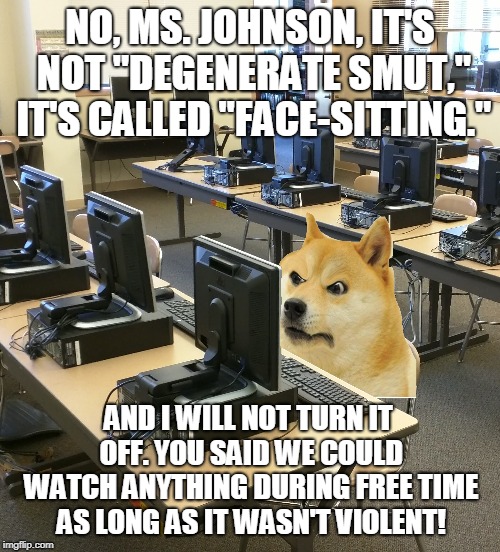 NO, MS. JOHNSON, IT'S
NOT "DEGENERATE SMUT,"
IT'S CALLED "FACE-SITTING."
AND I WILL NOT TURN IT
OFF. YOU SAID WE COULD
WATCH ANYTHING DURING FREE TIME
AS LONG AS IT WASN'T VIOLENT!
imgflip.com